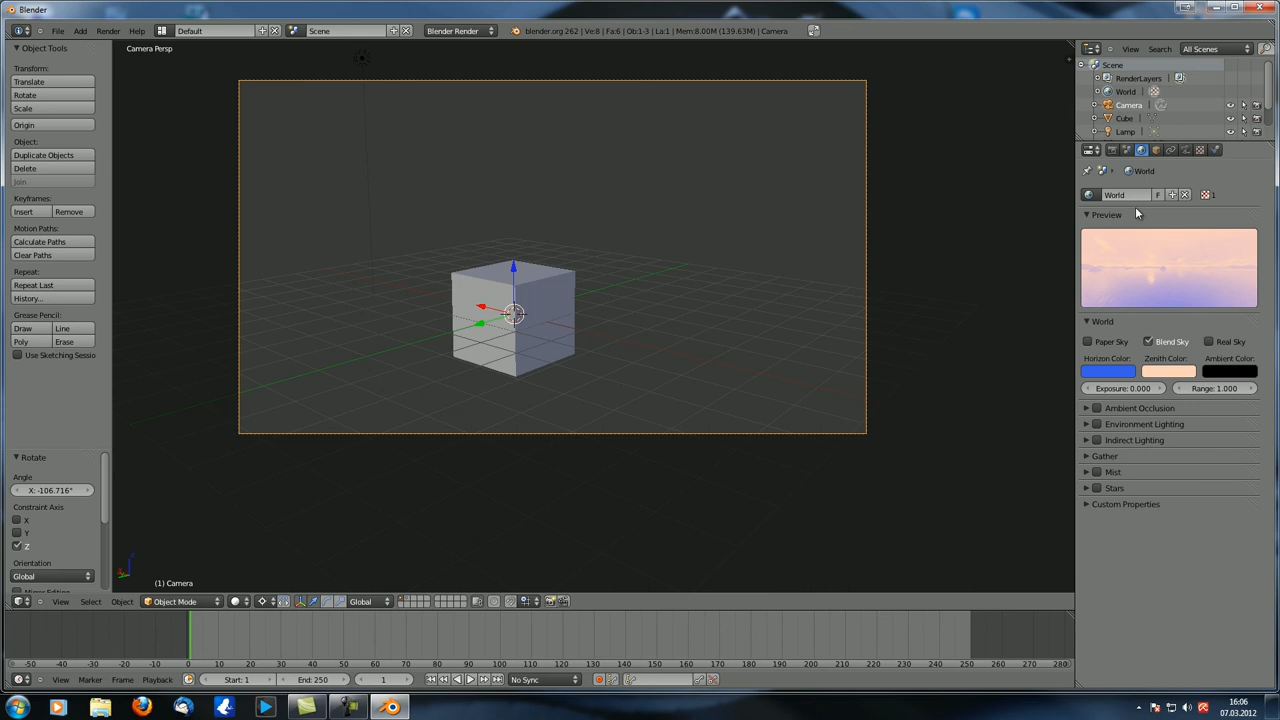 Blender
File Add Render Help Default Scene Blender Render blender.org 262 | Ve:8 | Fa:6 | Ob:1-3 | La:1 | Mem:8.00M (139.63M) | Camera
Object Tools
Transform:
Translate
Rotate
Scale
Origin
Object:
Duplicate Objects
Delete
Join
Keyframes:
Insert Remove
Motion Paths:
Calculate Paths
Clear Paths
Repeat:
Repeat Last
History...
Grease Pencil:
Draw Line
Poly Erase
Use Sketching Sessio
Rotate
Angle
X: -106.716°
Constraint Axis
X
Y
Z
Orientation
Global
Camera Persp
(1) Camera
View Select Object Object Mode Global
View Search All Scenes
Scene
RenderLayers |
World |
Camera |
Cube |
Lamp |
World
World F 1
Preview
World
Paper Sky Blend Sky Real Sky
Horizon Color: Zenith Color: Ambient Color:
Exposure: 0.000 Range: 1.000
Ambient Occlusion
Environment Lighting
Indirect Lighting
Gather
Mist
Stars
Custom Properties
-50 -40 -30 -20 -10 0 10 20 30 40 50 60 70 80 90 100 110 120 130 140 150 160 170 180 190 200 210 220 230 240 250 260 270 280
View Marker Frame Playback Start: 1 End: 250 1 No Sync
16:06
07.03.2012